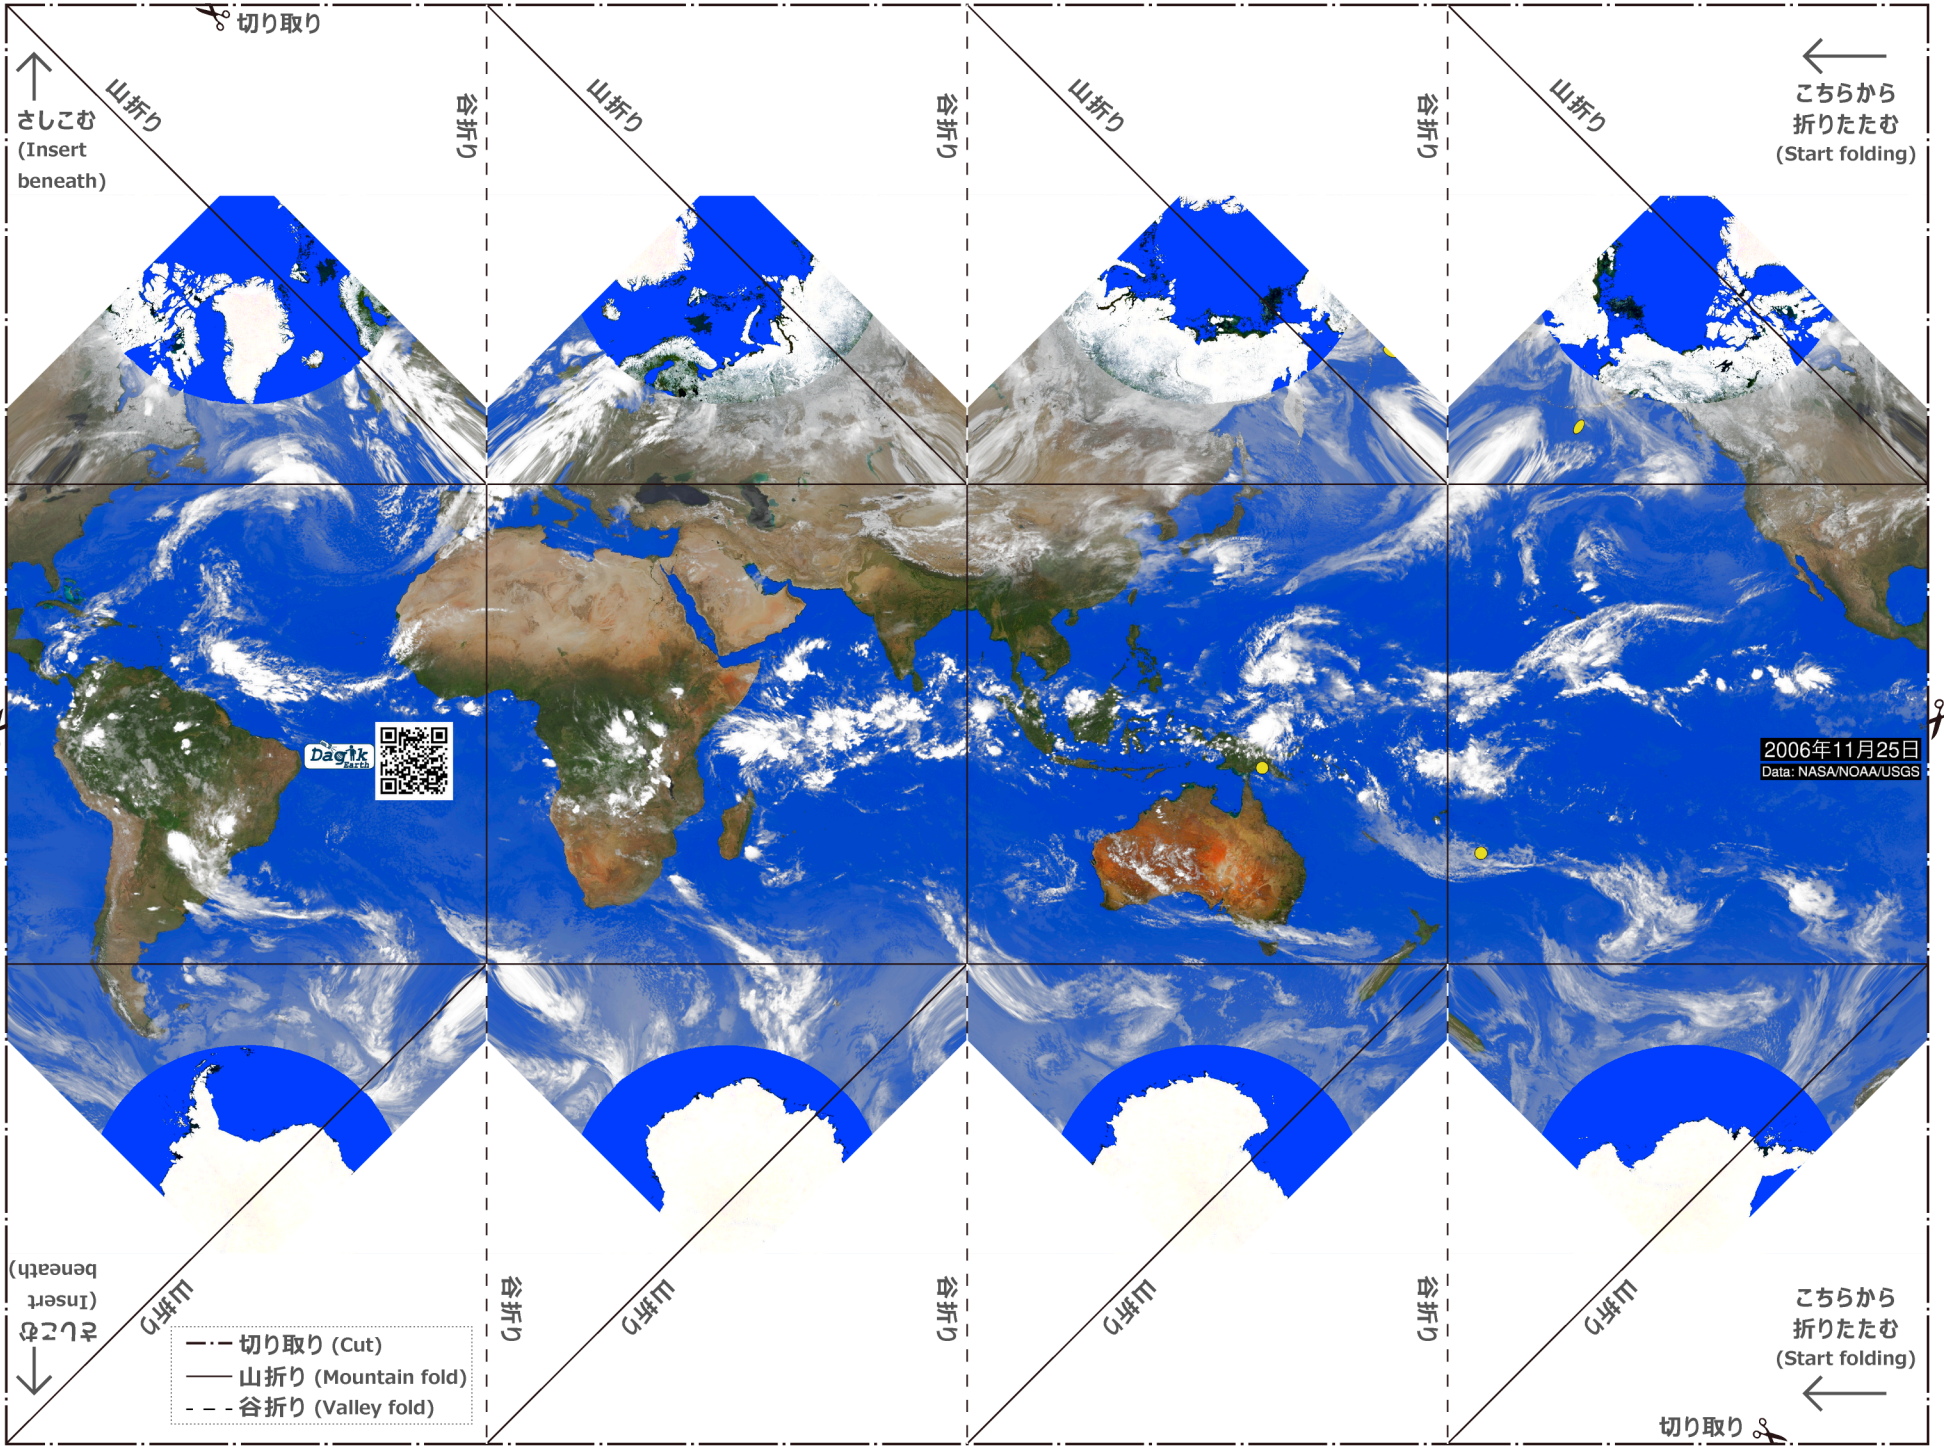 切り取り
山折り
谷折り
山折り
谷折り
山折り
谷折り
山折り
さしこむ
(Insert
beneath)
こちらから
折りたたむ
(Start folding)
Dagik
Earth
2006年11月25日
Data: NASA/NOAA/USGS
さしこむ
(Insert
beneath)
山折り
谷折り
山折り
谷折り
山折り
谷折り
山折り
こちらから
折りたたむ
(Start folding)
切り取り (Cut)
山折り (Mountain fold)
谷折り (Valley fold)
切り取り